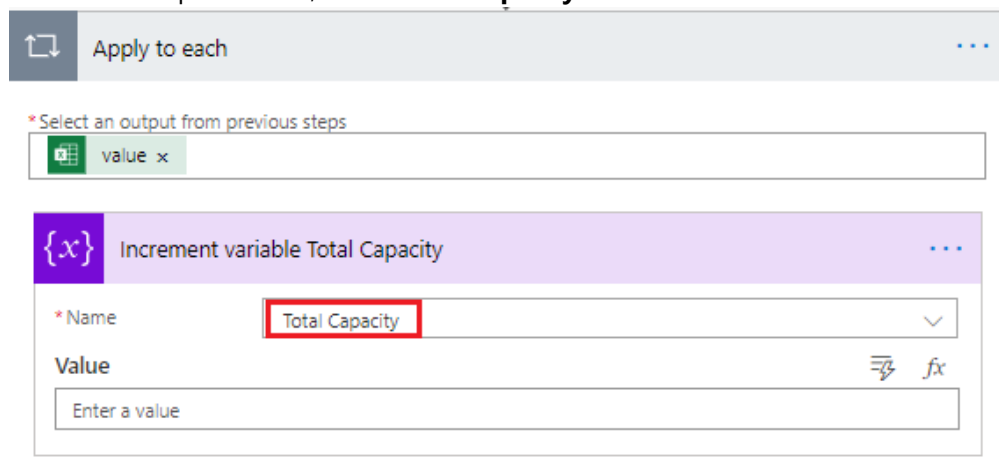 Apply to each
...
* Select an output from previous steps
value ×
{x} Increment variable Total Capacity
...
* Name
Total Capacity
Value
fx
Enter a value